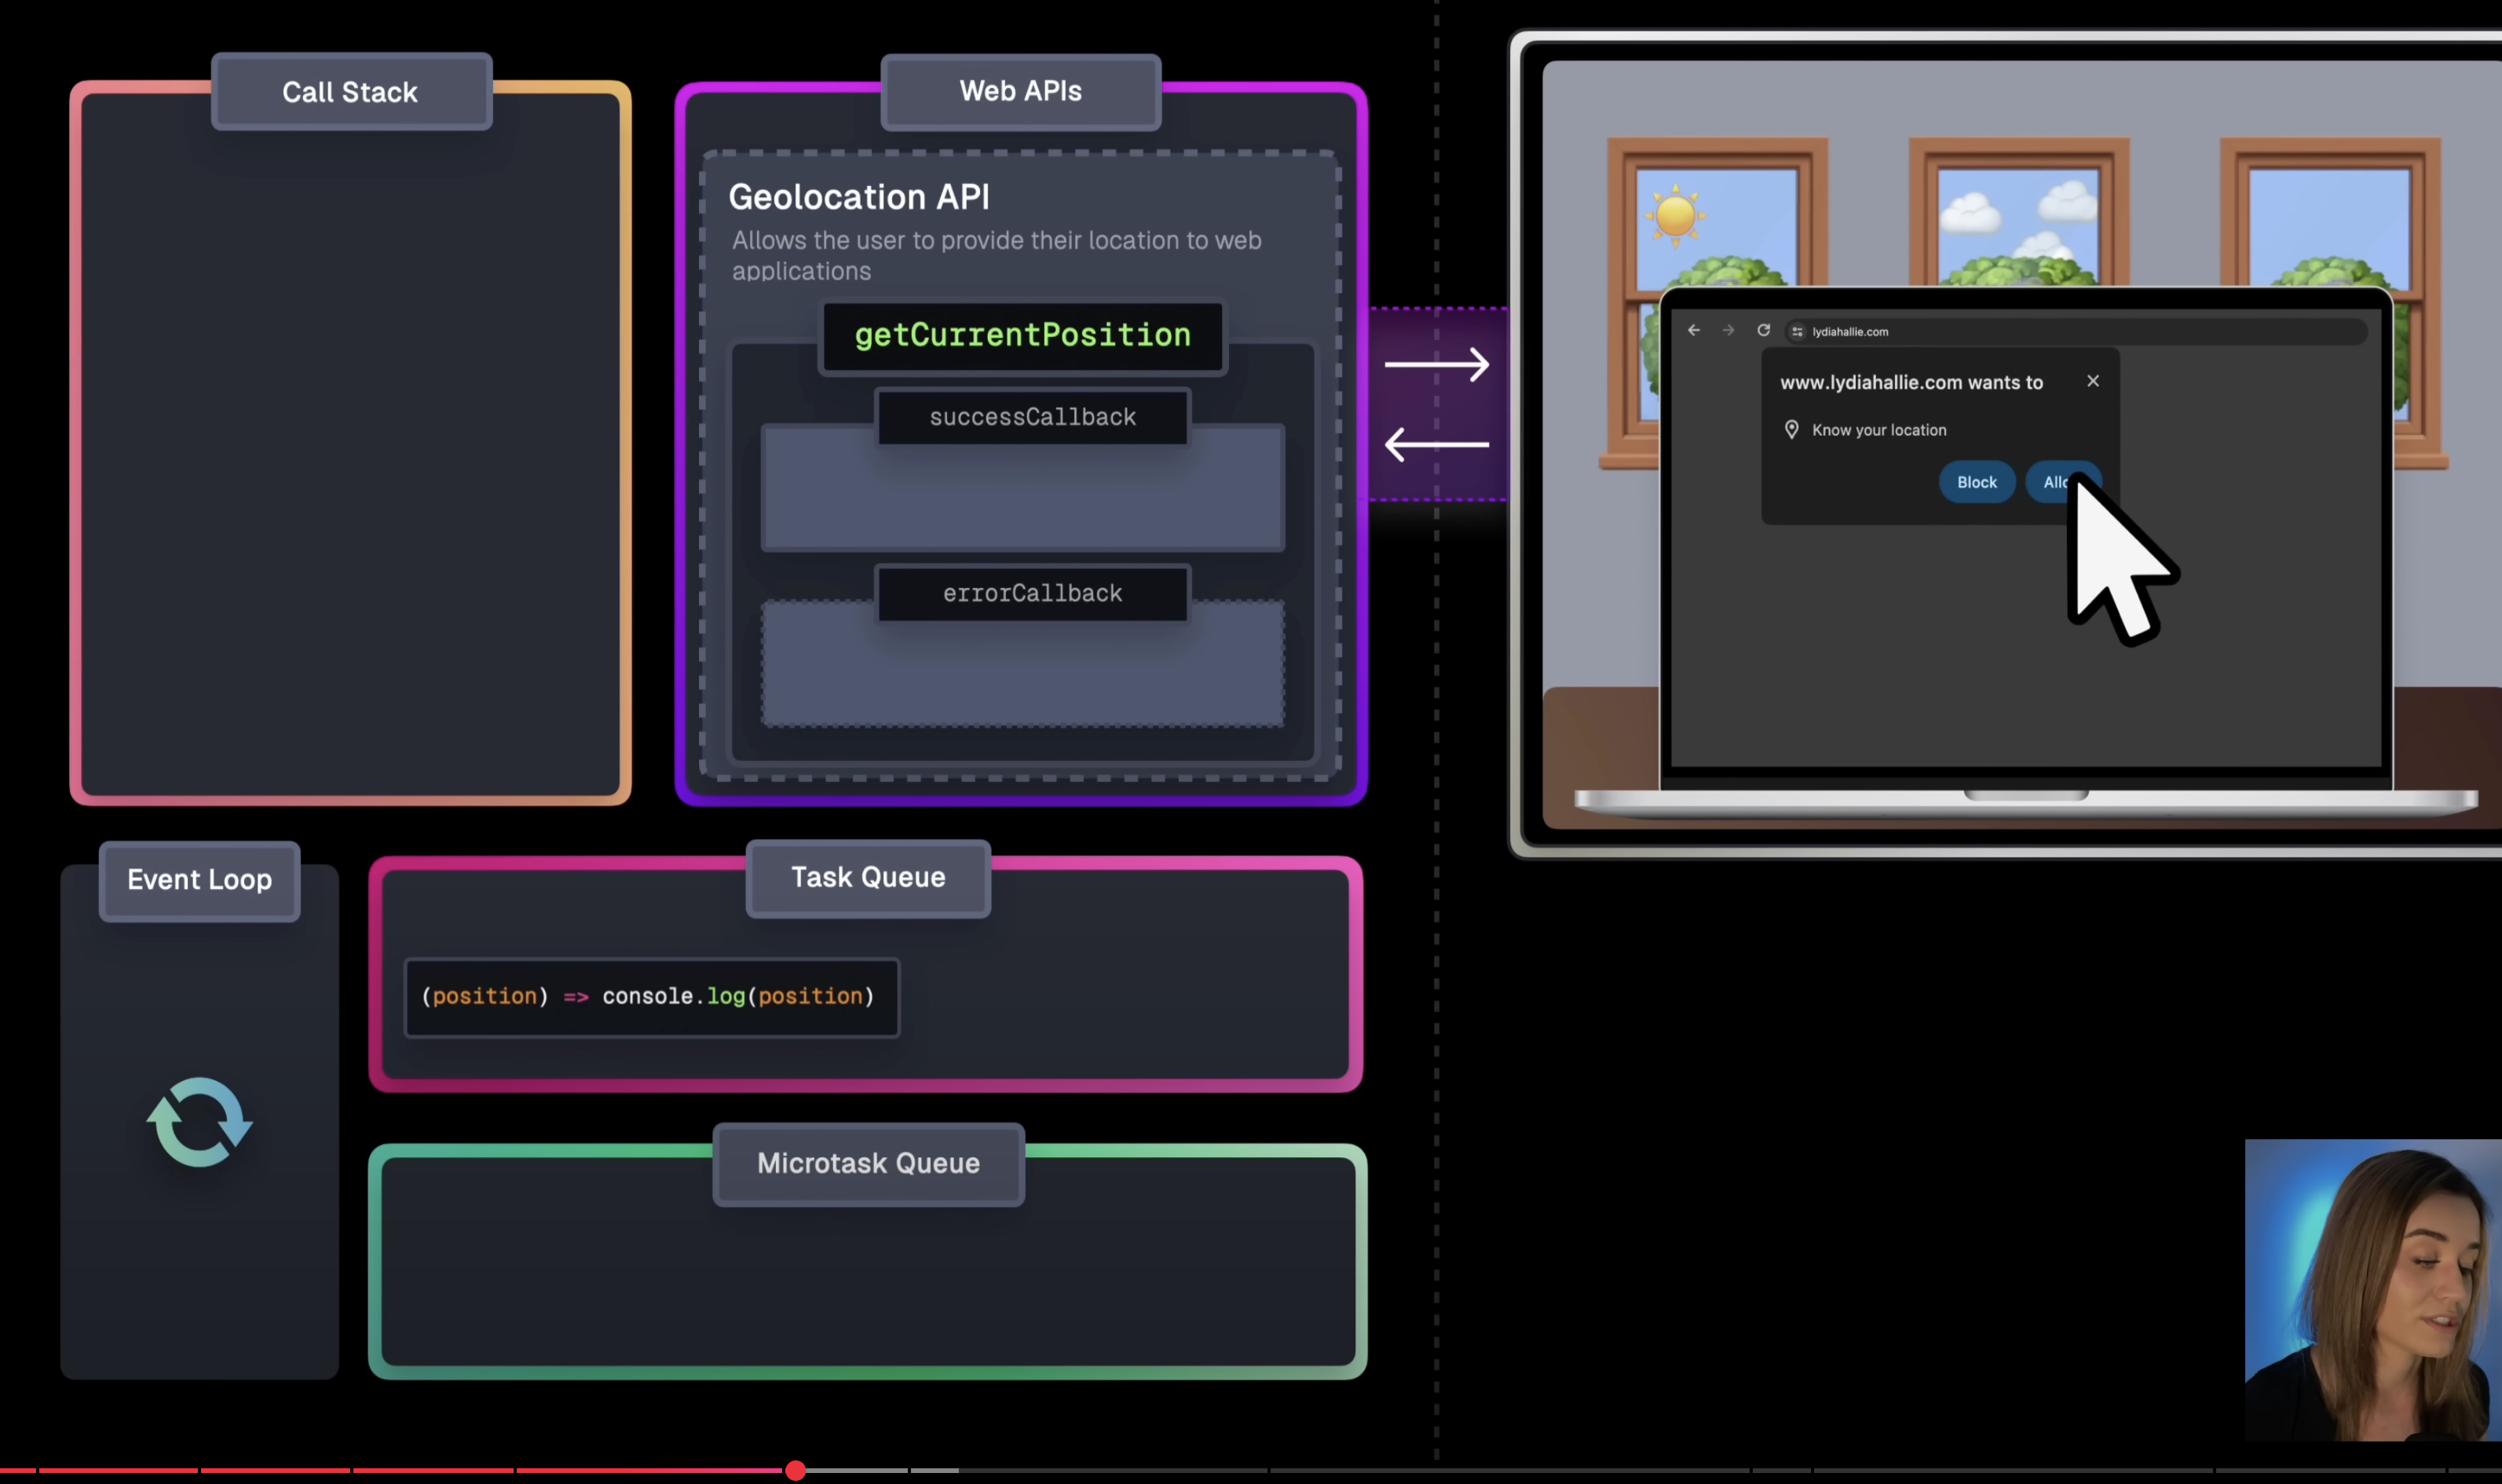 Call Stack
Web APIs
Geolocation API
Allows the user to provide their location to web
applications
getCurrentPosition
successCallback
errorCallback
lydiahallie.com
www.lydiahallie.com wants to
Know your location
Block
Event Loop
Task Queue
(position) => console.log(position)
Microtask Queue